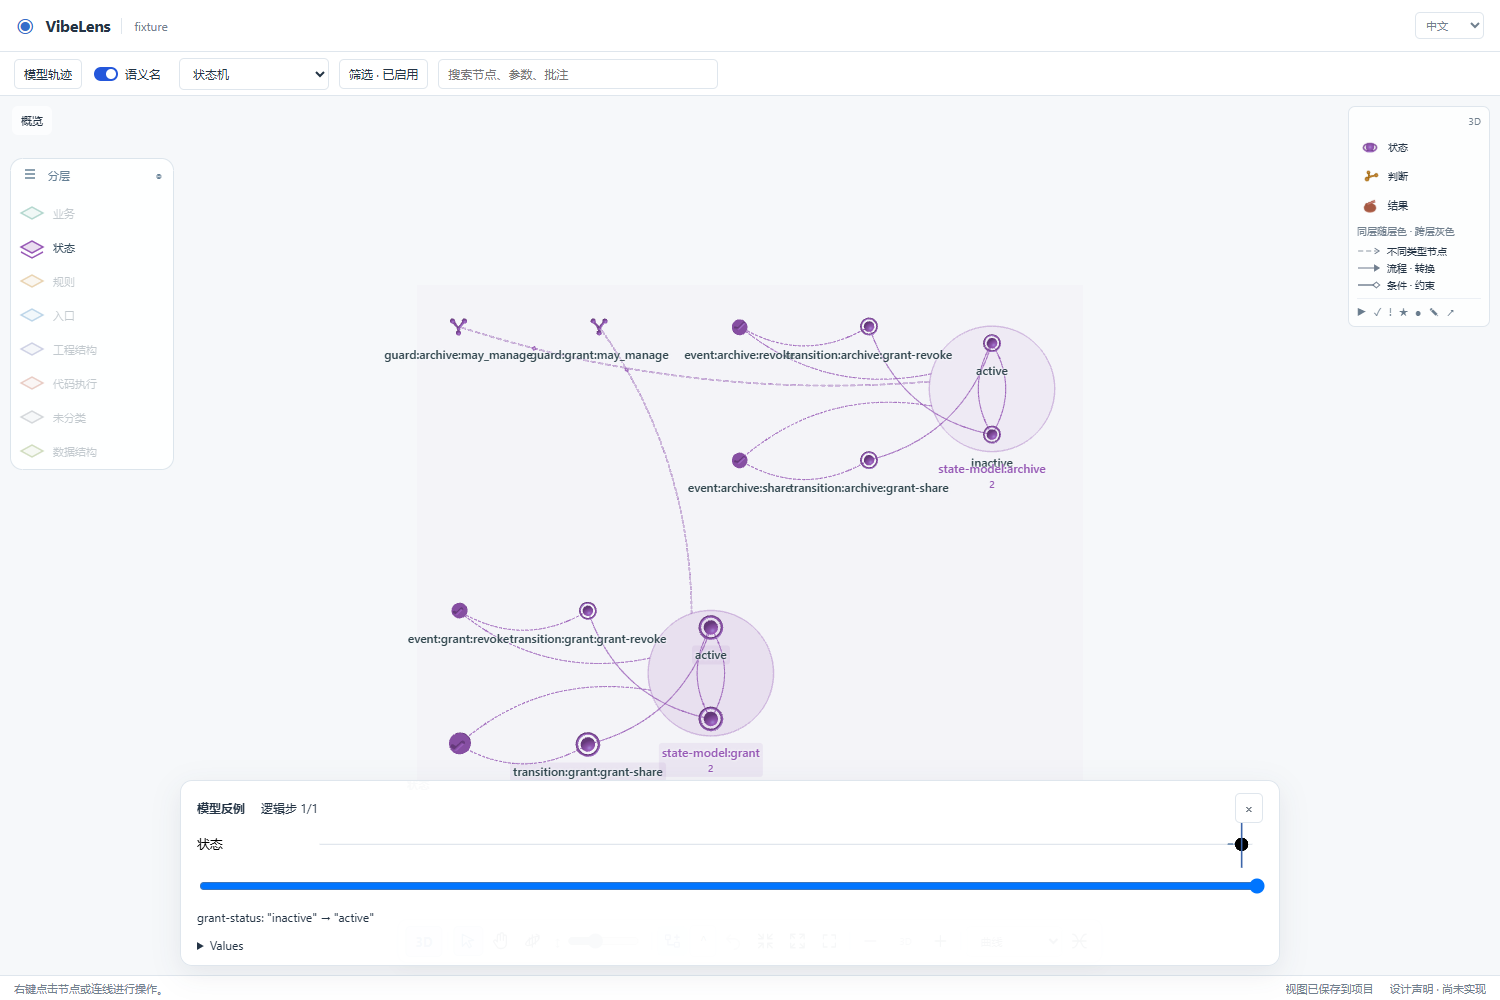 VibeLens
fixture
中文
模型轨迹
语义名
状态机
筛选 · 已启用
搜索节点、参数、批注
概览
3D
状态
判断
结果
同层随层色 · 跨层灰色
不同类型节点
流程 · 转换
条件 · 约束
分层
业务
状态
规则
入口
工程结构
代码执行
未分类
数据结构
guard:archive:may_manage
guard:grant:may_manage
event:archive:revoke
transition:archive:grant-revoke
active
inactive
state-model:archive
2
event:archive:share
transition:archive:grant-share
event:grant:revoke
transition:grant:grant-revoke
active
state-model:grant
2
transition:grant:grant-share
模型反例
逻辑步 1/1
×
状态
grant-status: "inactive" → "active"
Values
右键点击节点或连线进行操作。
视图已保存到项目
设计声明 · 尚未实现